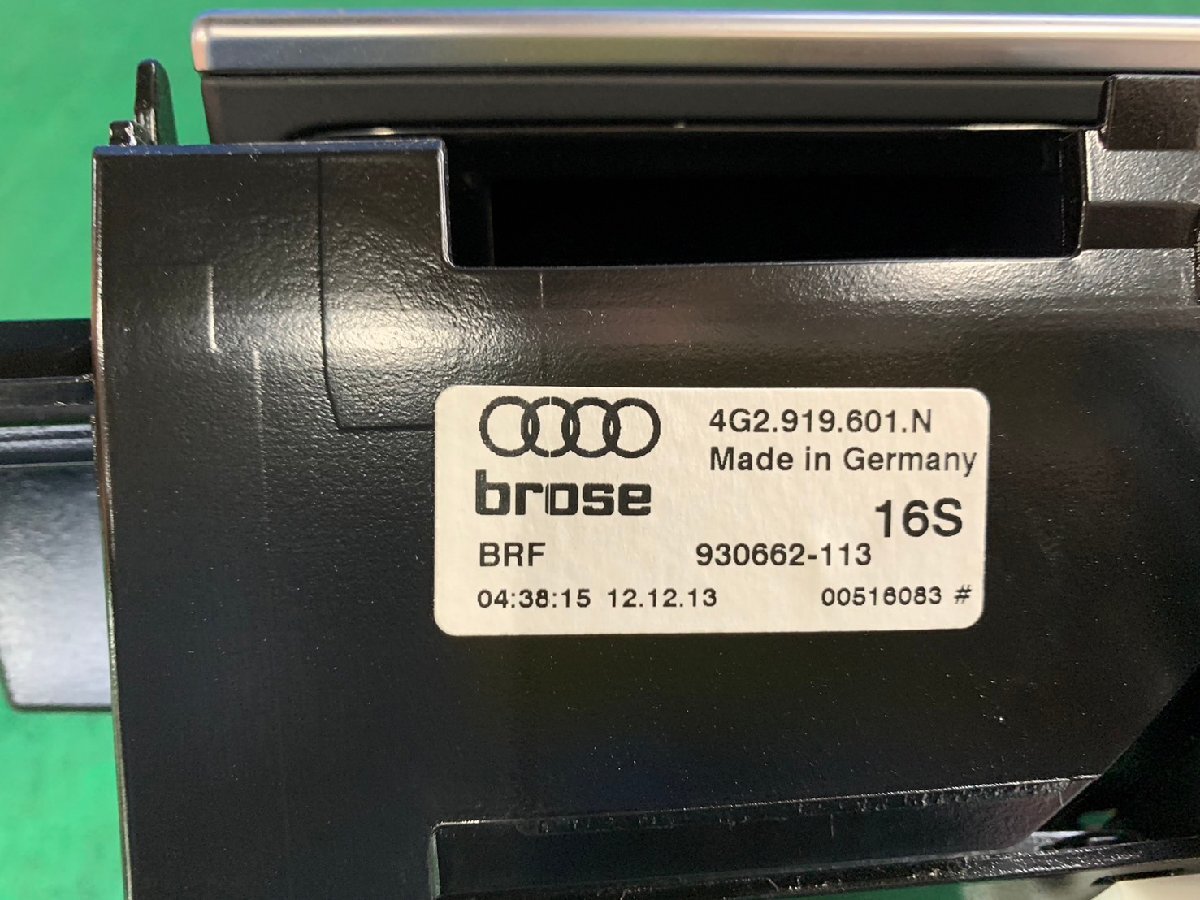 4G2.919.601.N
Made in Germany
brose
16S
BRF 930662-113
04:38:15 12.12.13 00516083 #